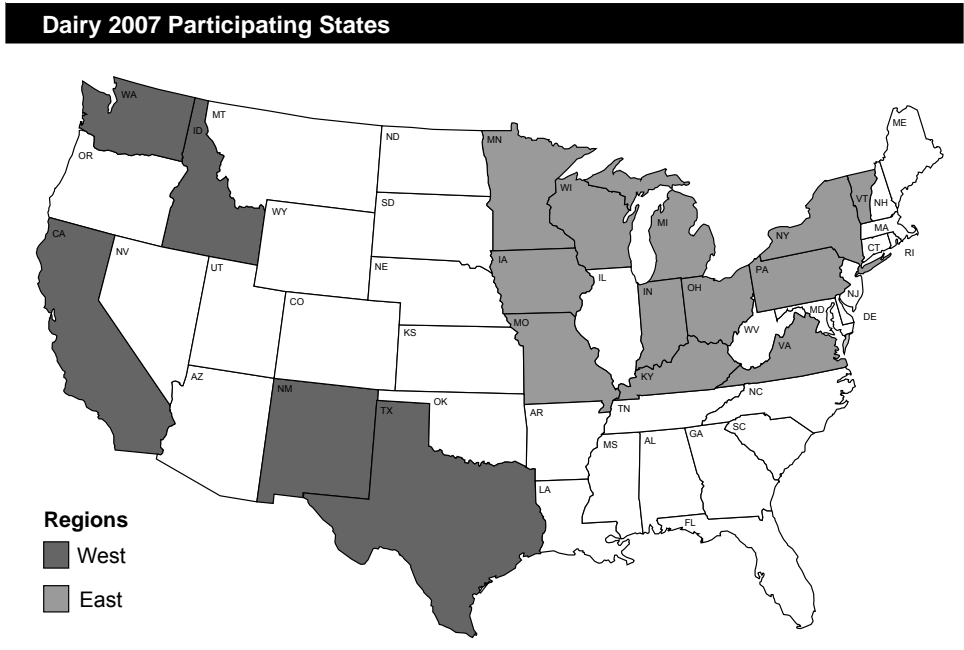 Dairy 2007 Participating States
WA
MT
ME
ID
ND
MN
OR
VT
NH
WI
SD
WY
MI
MA
CA
NY
CT
RI
NV
IA
UT
NE
PA
IL
OH
IN
NJ
CO
MD
DE
MO
WV
KS
VA
AZ
KY
NM
NC
OK
TX
TN
AR
SC
GA
MS
AL
LA
FL
Regions
West
East